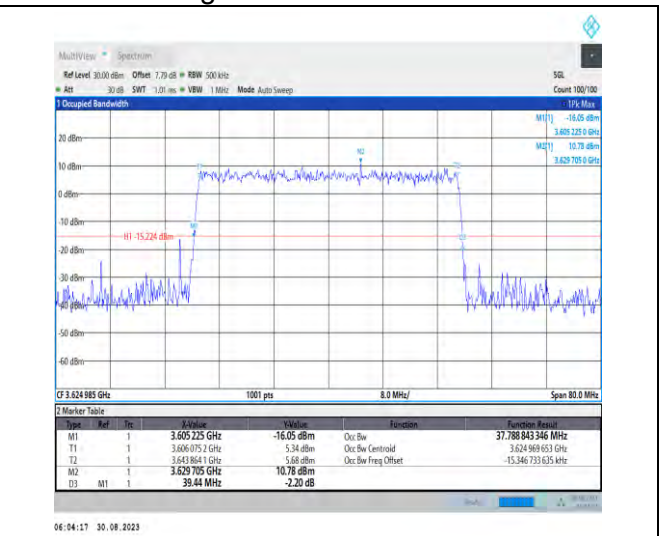 MultiView Spectrum
Ref Level 30.00 dBm Offset 7.79 dB RBW 500 kHz SGL
Att 30 dB SWT 1.01 ms VBW 1 MHz Mode Auto Sweep Count 100/100
1 Occupied Bandwidth 1Pk Max
M1[1] -16.05 dBm
3.605 225 0 GHz
M2[1] 10.78 dBm
3.629 705 0 GHz
20 dBm
M2
10 dBm
T1 T2
0 dBm
-10 dBm
M1
H1 -15.224 dBm
D3
-20 dBm
-30 dBm
-40 dBm
-50 dBm
-60 dBm
CF 3.624 985 GHz 1001 pts 8.0 MHz/ Span 80.0 MHz
2 Marker Table
Type Ref Trc X-Value Y-Value Function Function Result
M1 1 3.605 225 GHz -16.05 dBm Occ Bw 37.788 843 346 MHz
T1 1 3.606 075 2 GHz 5.34 dBm Occ Bw Centroid 3.624 969 653 GHz
T2 1 3.643 864 1 GHz 5.68 dBm Occ Bw Freq Offset -15.346 733 635 kHz
M2 1 3.629 705 GHz 10.78 dBm
D3 M1 1 39.44 MHz -2.20 dB
06:04:17 30.08.2023